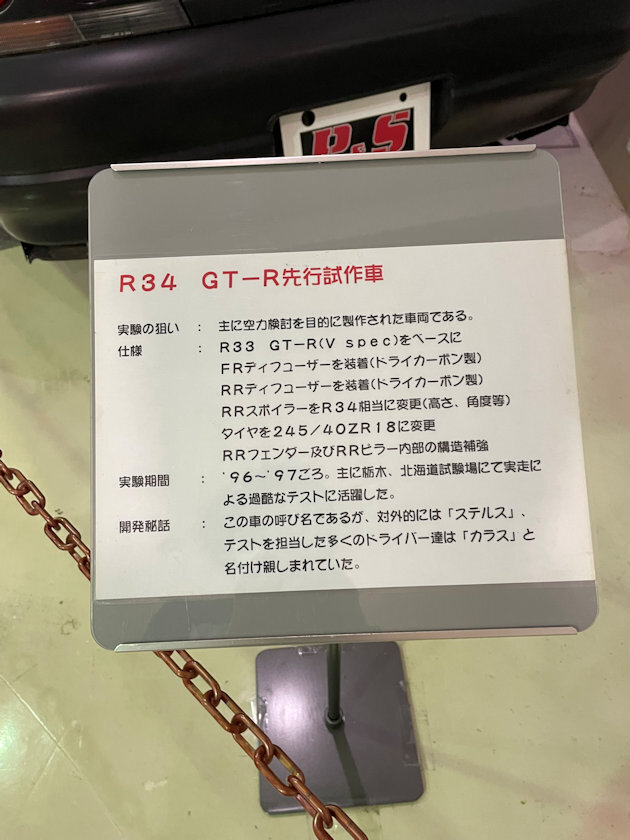 R&S
R34　GT－R先行試作車
実験の狙い　：　主に空力検討を目的に製作された車両である。
仕様　：　R33　GT－R(V spec)をベースに
FRディフューザーを装着(ドライカーボン製)
RRディフューザーを装着(ドライカーボン製)
RRスポイラーをR34相当に変更(高さ、角度等)
タイヤを245/40ZR18に変更
RRフェンダー及びRRピラー内部の構造補強
実験期間　：　'96～'97ごろ。主に栃木、北海道試験場にて実走に
よる過酷なテストに活躍した。
開発秘話　：　この車の呼び名であるが、対外的には「ステルス」、
テストを担当した多くのドライバー達は「カラス」と
名付け親しまれていた。